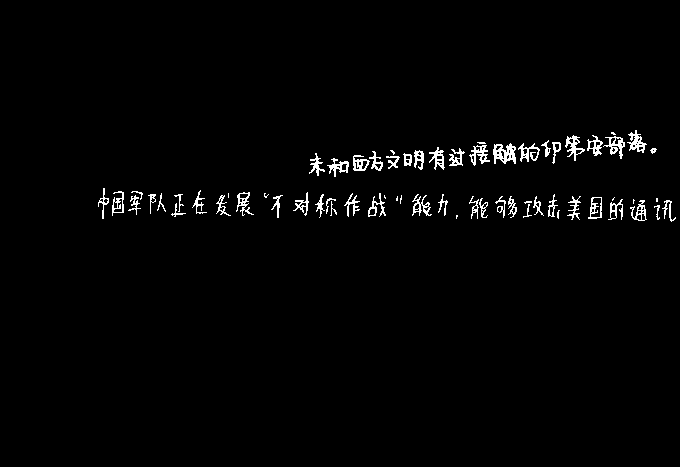 未和西方文明有过接触的印第安部落。
中国军队正在发展“不对称作战”能力,能够攻击美国的通讯